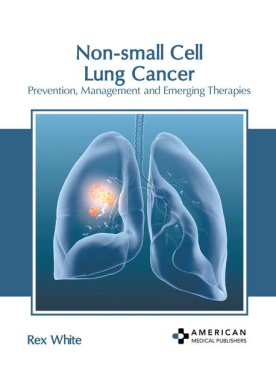 Non-small Cell
Lung Cancer
Prevention, Management and Emerging Therapies
Rex White
AMERICAN
MEDICAL PUBLISHERS